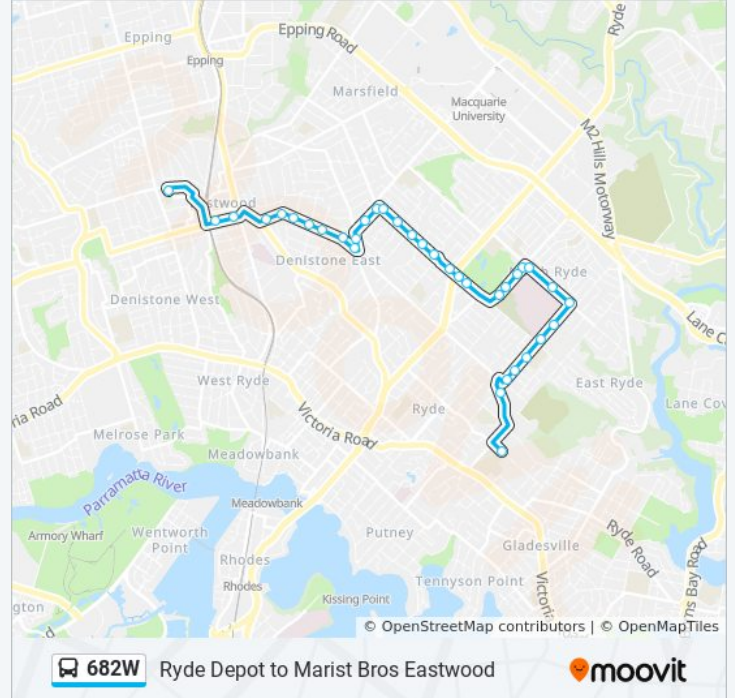 Epping
Epping Road
Ryde
Epping
Marsfield
Macquarie
University
M2 Hills Motorway
stwood
Denistone East
Ryde
Denistone West
Lane C
West Ryde
East Ryde
Ryde
Lane Cov
ria Road
Victoria Road
Melrose Park
Meadowbank
Parramatta River
Meadowbank
Armory Wharf
Wentworth
Point
Putney
Gladesville
Ryde Road
Rhodes
ns Bay Road
Rhodes
Tennyson Point
Kissing Point
Victoria
gton
d
© OpenStreetMap contributors | © OpenMapTiles
682W Ryde Depot to Marist Bros Eastwood
moovit